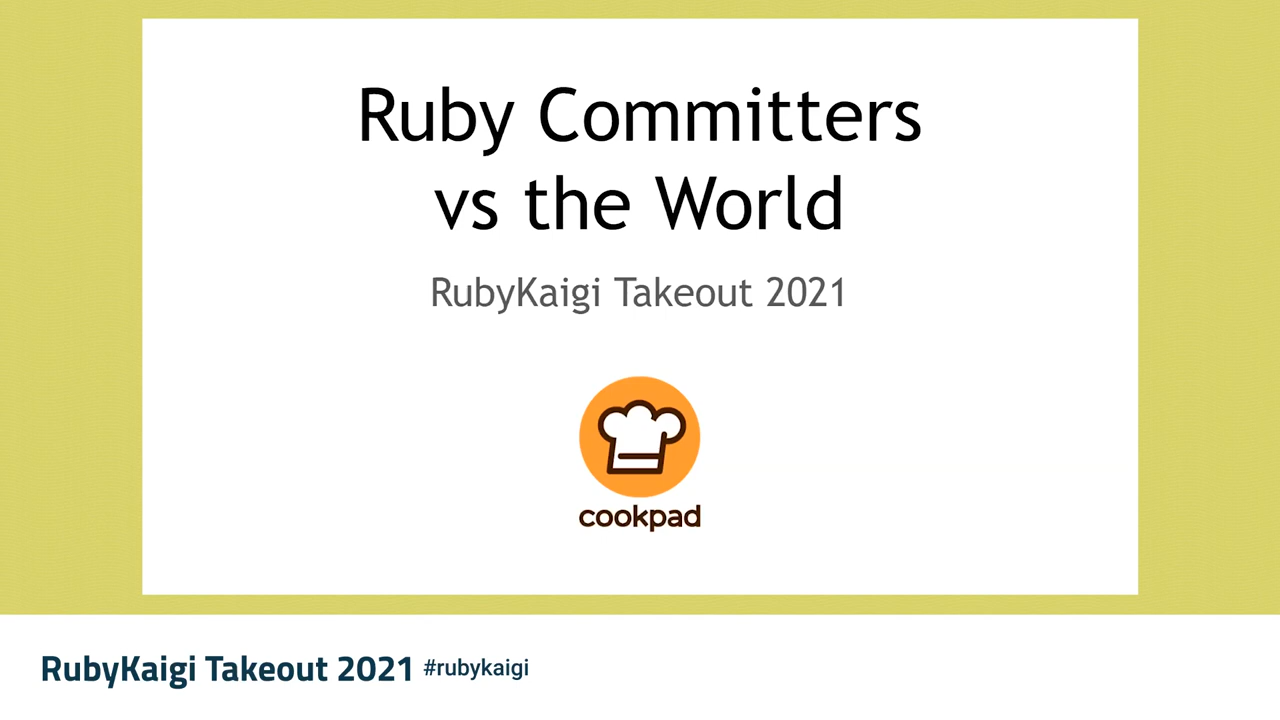 Ruby Committers
vs the World
RubyKaigi Takeout 2021
cookpad
RubyKaigi Takeout 2021 #rubykaigi